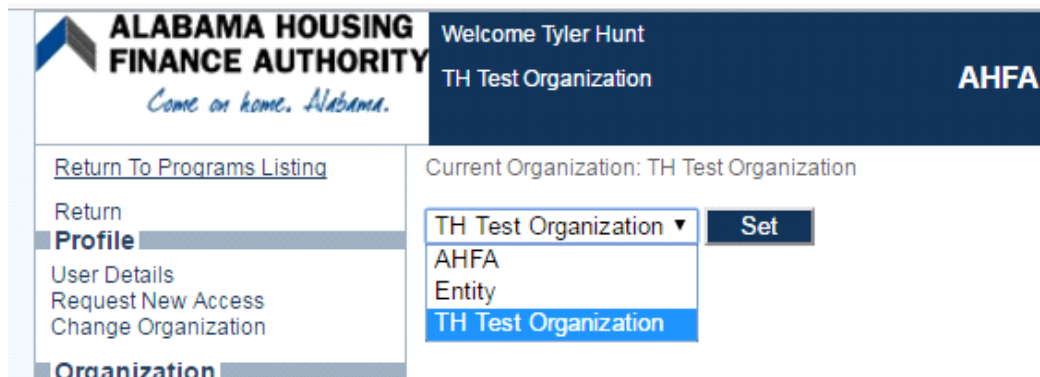 ALABAMA HOUSING
FINANCE AUTHORITY
Come on home. Alabama.
Welcome Tyler Hunt
TH Test Organization
AHFA
Return To Programs Listing
Return
Profile
User Details
Request New Access
Change Organization
Organization
Current Organization: TH Test Organization
TH Test Organization ▼
Set
AHFA
Entity
TH Test Organization